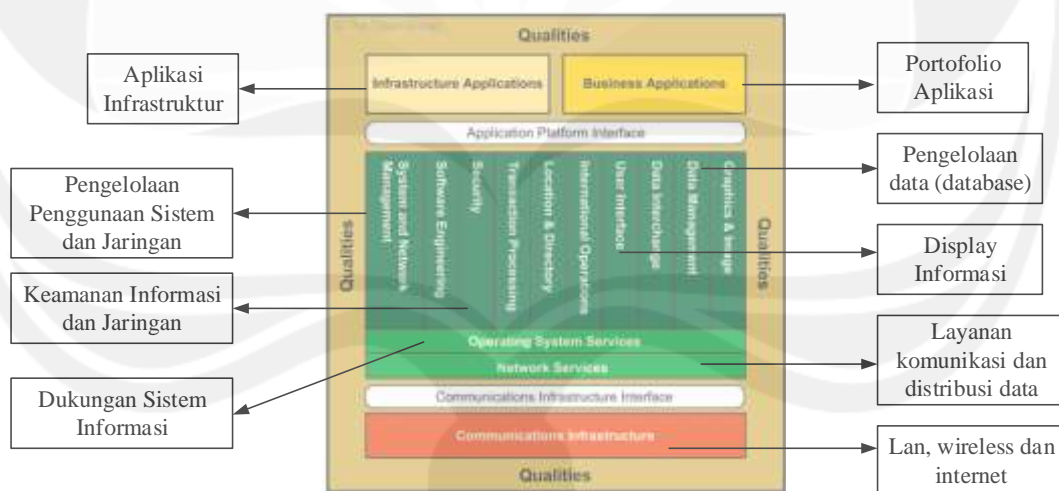 Qualities
Aplikasi
Infrastruktur
Infrastructure Applications
Business Applications
Portofolio
Aplikasi
Application Platform Interface
Pengelolaan
Penggunaan Sistem
dan Jaringan
Keamanan Informasi
dan Jaringan
Dukungan Sistem
Informasi
Qualities
System and Network
Management
Software Engineering
Security
Transaction Processing
Location & Directory
International Operations
User Interface
Data Interchange
Data Management
Graphics & Image
Qualities
Pengelolaan
data (database)
Display
Informasi
Layanan
komunikasi dan
distribusi data
Lan, wireless dan
internet
Operating System Services
Network Services
Communications Infrastructure Interface
Communications Infrastructure
Qualities